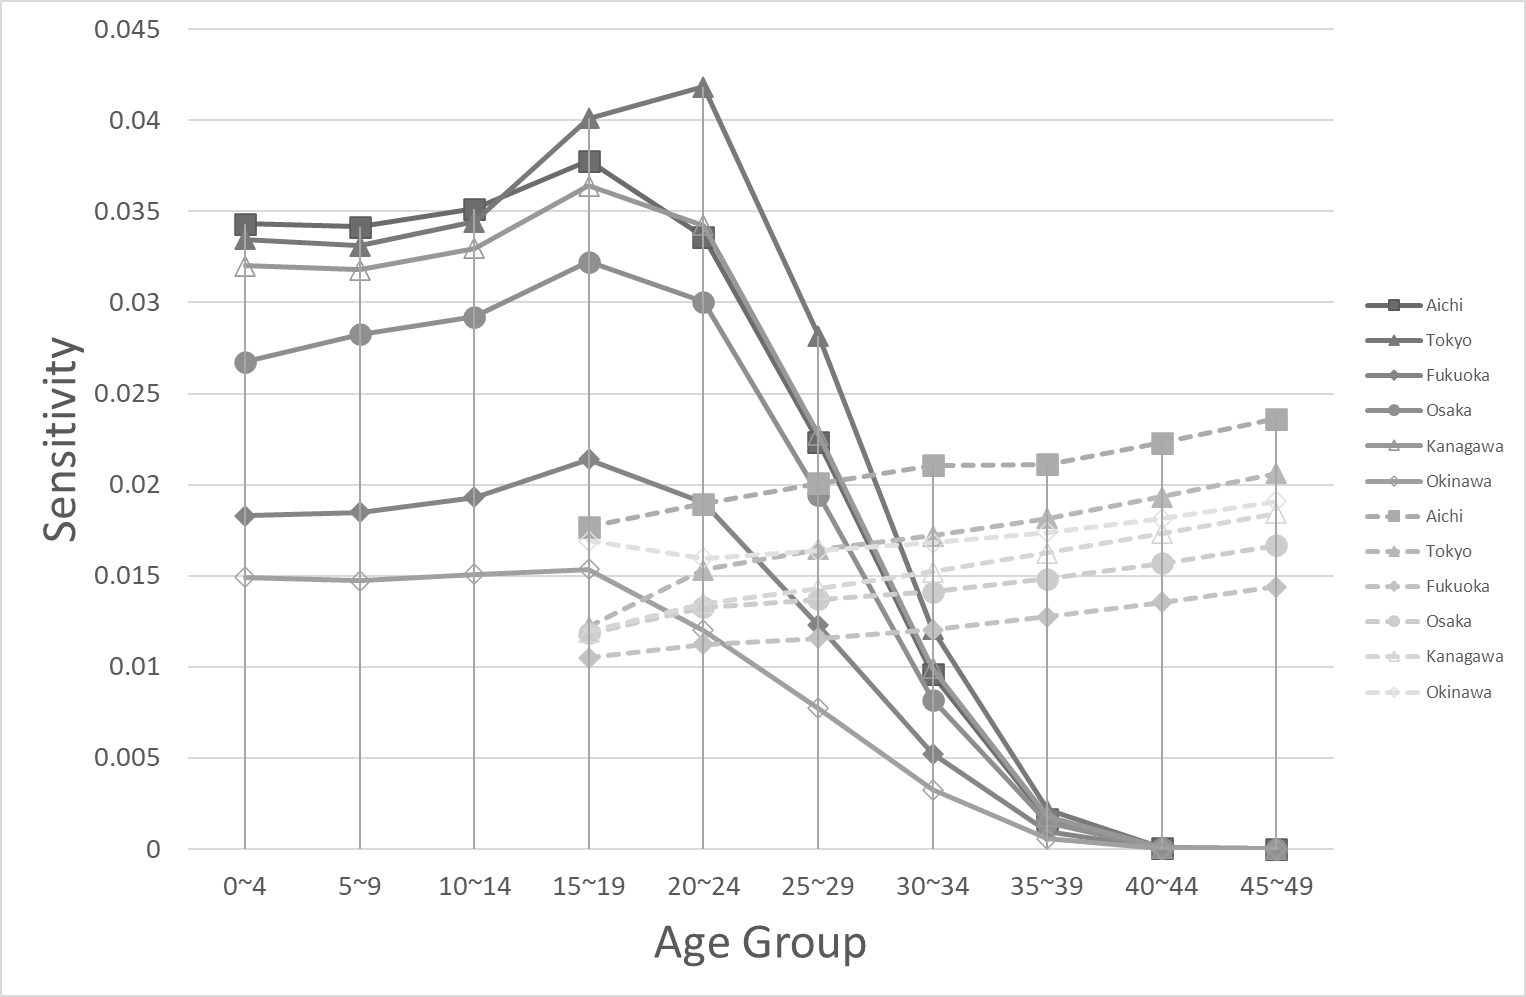 0.045
0.04
0.035
0.03
0.025
0.02
0.015
0.01
0.005
0
Sensitivity
0~4 5~9 10~14 15~19 20~24 25~29 30~34 35~39 40~44 45~49
Age Group
Aichi
Tokyo
Fukuoka
Osaka
Kanagawa
Okinawa
Aichi
Tokyo
Fukuoka
Osaka
Kanagawa
Okinawa